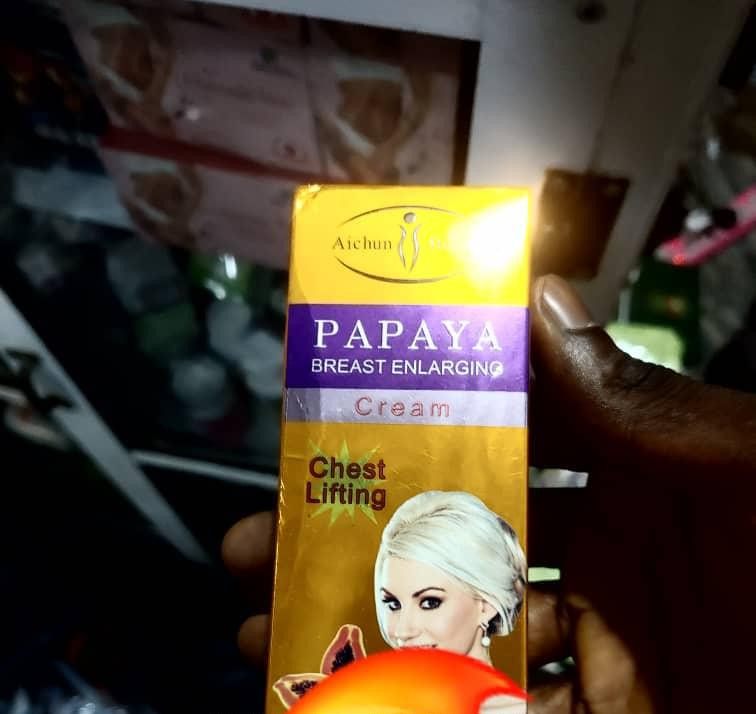 Aichun
PAPAYA
BREAST ENLARGING
Cream
Chest
Lifting